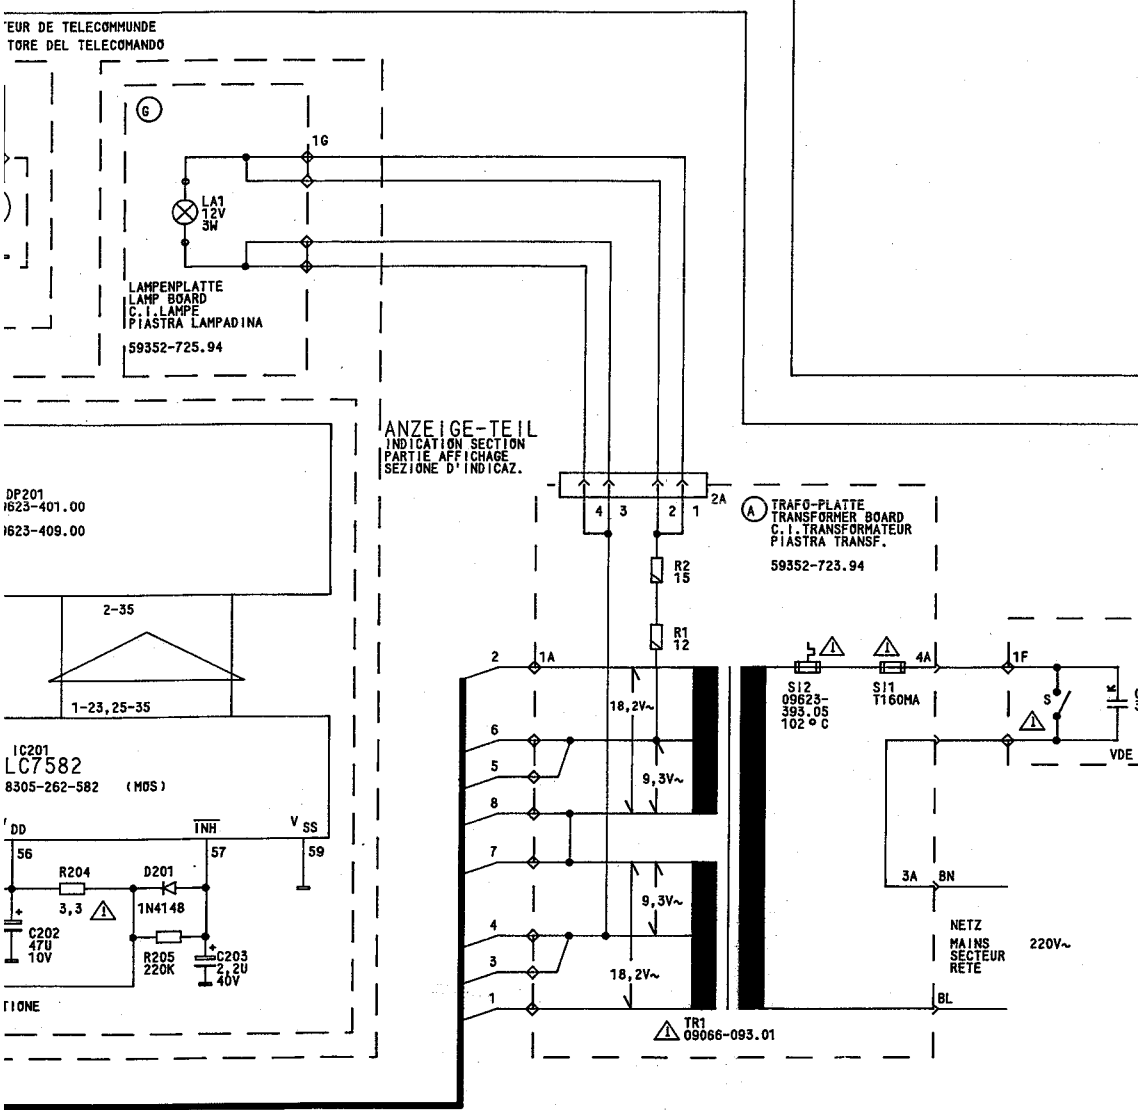 TEUR DE TELECOMMUNDE
TORE DEL TELECOMANDO
G
1G
LA1
12V
3W
LAMPENPLATTE
LAMP BOARD
C.I.LAMPE
PIASTRA LAMPADINA
59352-725.94
ANZEIGE-TEIL
INDICATION SECTION
PARTIE AFFICHAGE
SEZIONE D'INDICAZ.
DP201
9623-401.00
9623-409.00
2A
4 3 2 1
A
TRAFO-PLATTE
TRANSFORMER BOARD
C.I.TRANSFORMATEUR
PIASTRA TRANSF.
59352-723.94
R2
15
R1
12
2-35
1-23,25-35
2 1A
4A 1F
SI2
09623-
393.05
102°C
SI1
T160MA
18,2V~
S
K
VDE
6
5
9,3V~
8
7
IC201
LC7582
8305-262-582 (MOS)
VDD
INH
VSS
56 57 59
R204
3,3
D201
1N4148
C202
47U
10V
R205
220K
C203
2,2U
40V
TIONE
9,3V~
4
3
18,2V~
1
3A BN
NETZ
MAINS
SECTEUR
RETE
220V~
BL
TR1
09066-093.01